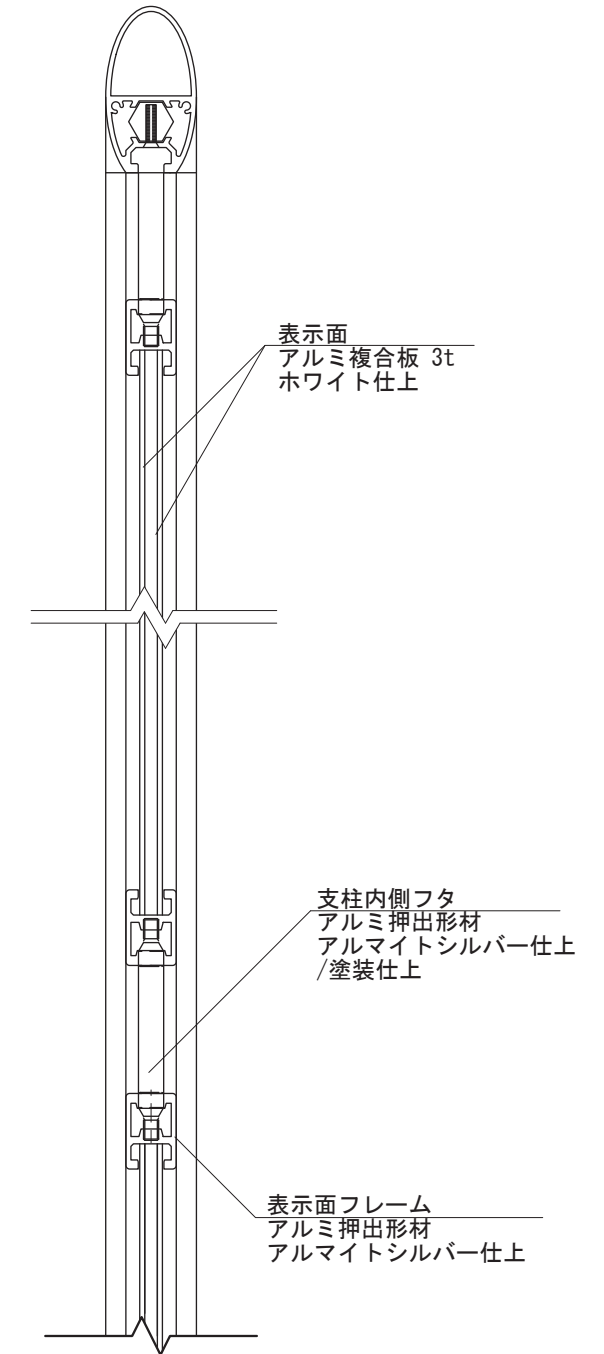 表示面
アルミ複合板 3t
ホワイト仕上
支柱内側フタ
アルミ押出形材
アルマイトシルバー仕上
/塗装仕上
表示面フレーム
アルミ押出形材
アルマイトシルバー仕上